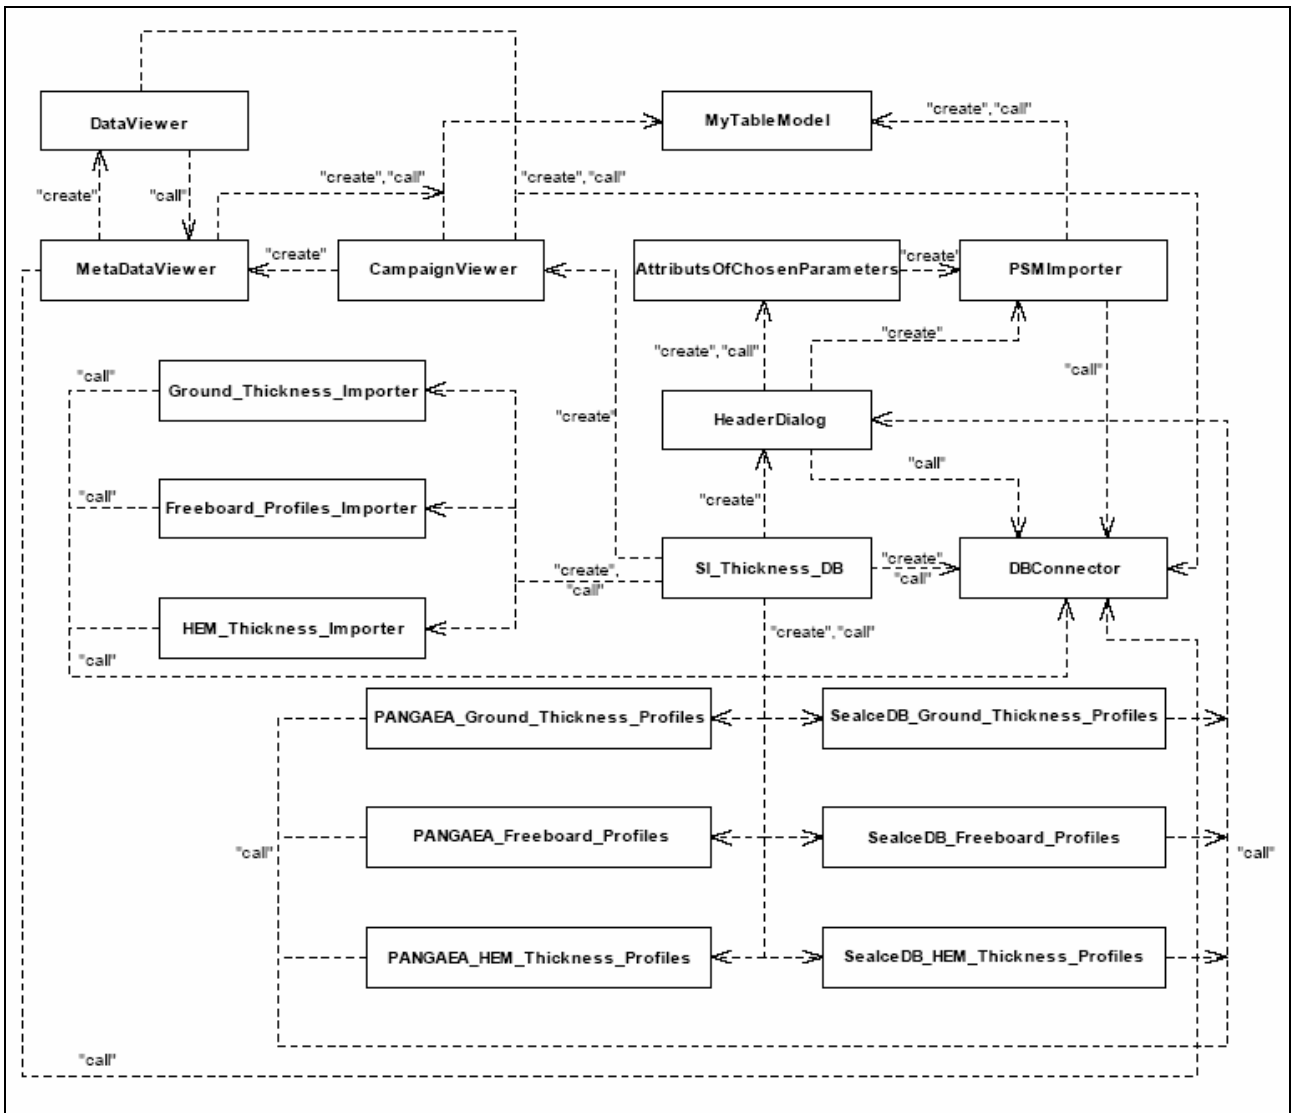 DataViewer
MyTableModel
"create","call"
"create"
"call"
"create","call"
"create","call"
MetaDataViewer
"create"
CampaignViewer
AttributsOfChosenParameters
"create"
PSMImporter
"create","call"
"create"
"call"
"call"
Ground_Thickness_Importer
"create"
HeaderDialog
"call"
"call"
Freeboard_Profiles_Importer
"create"
"create",
"call"
SI_Thickness_DB
"create",
"call"
DBConnector
HEM_Thickness_Importer
"create","call"
"call"
PANGAEA_Ground_Thickness_Profiles
SeaIceDB_Ground_Thickness_Profiles
PANGAEA_Freeboard_Profiles
SeaIceDB_Freeboard_Profiles
"call"
"call"
PANGAEA_HEM_Thickness_Profiles
SeaIceDB_HEM_Thickness_Profiles
"call"